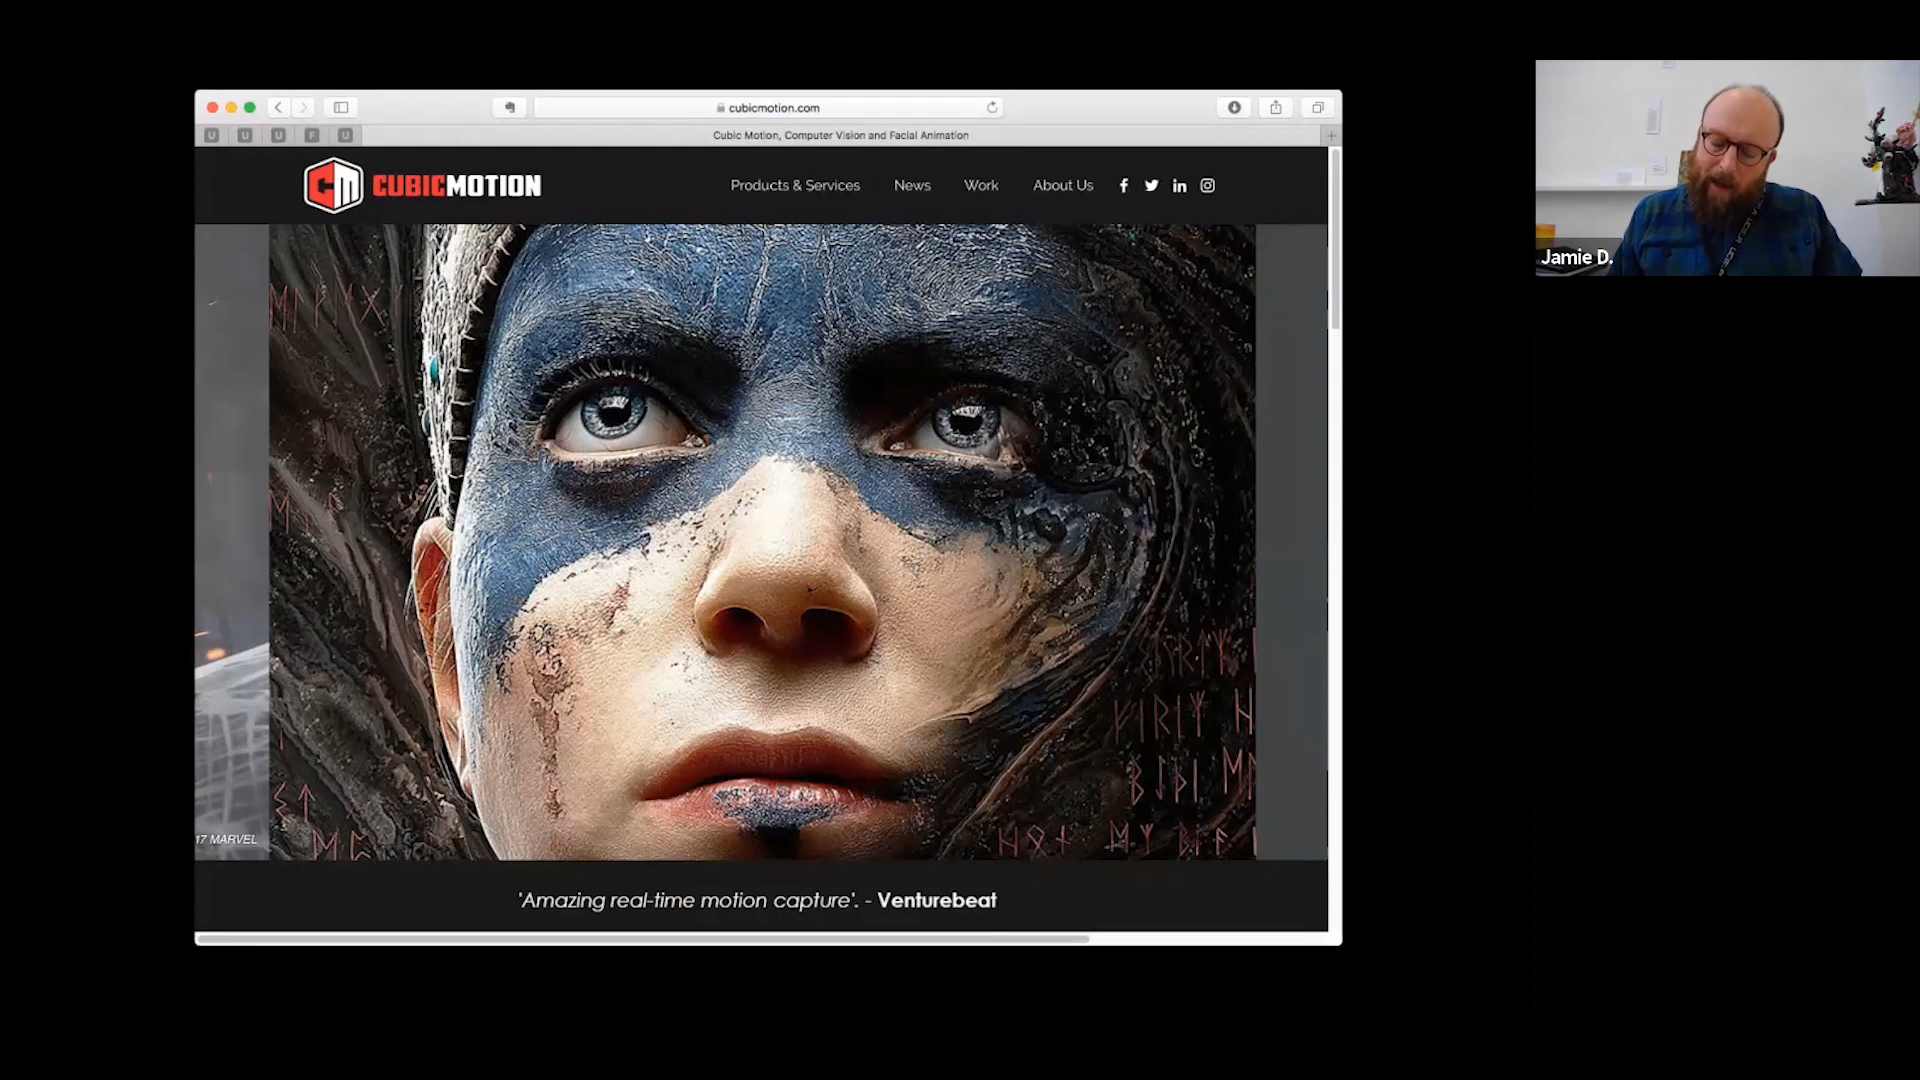 cubicmotion.com
U U U F U
Cubic Motion, Computer Vision and Facial Animation
CM CUBICMOTION
Products & Services News Work About Us
17 MARVEL
'Amazing real-time motion capture'. - Venturebeat
Jamie D.